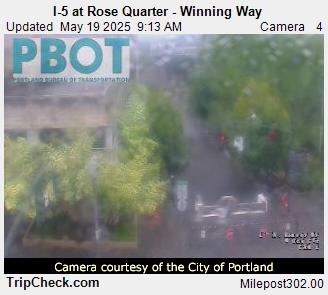 I-5 at Rose Quarter - Winning Way
Updated May 19 2025 9:13 AM Camera 4
PBOT
PORTLAND BUREAU OF TRANSPORTATION
Camera courtesy of the City of Portland
TripCheck.com Milepost302.00